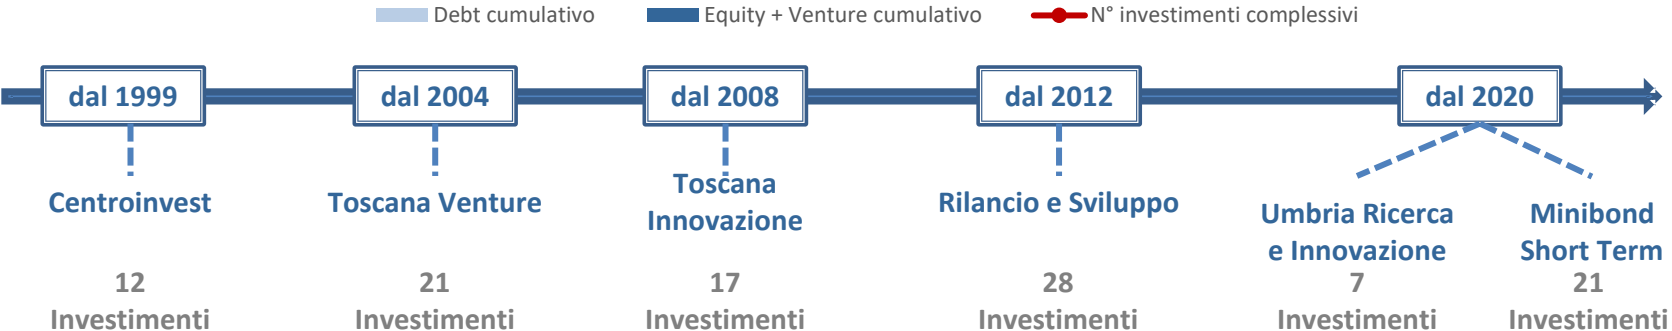 Debt cumulativo
Equity + Venture cumulativo
N° investimenti complessivi
dal 1999
dal 2004
dal 2008
dal 2012
dal 2020
Centroinvest
Toscana Venture
Toscana
Innovazione
Rilancio e Sviluppo
Umbria Ricerca
e Innovazione
Minibond
Short Term
12
Investimenti
21
Investimenti
17
Investimenti
28
Investimenti
7
Investimenti
21
Investimenti